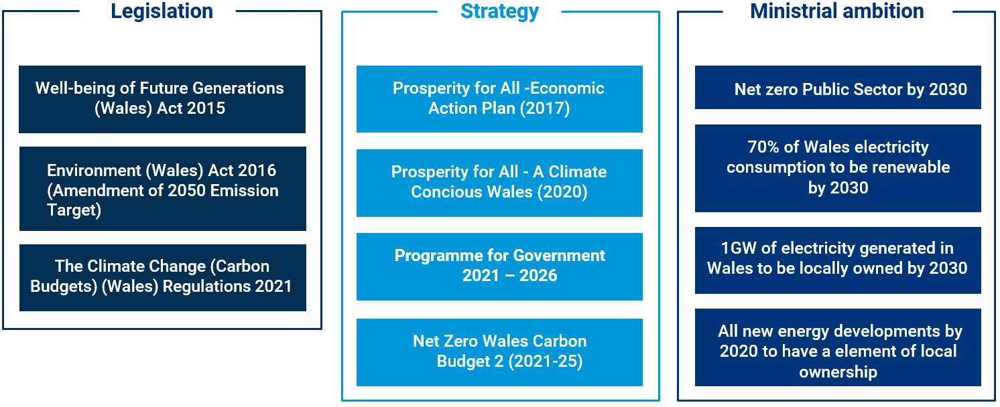 Legislation
Well-being of Future Generations
(Wales) Act 2015
Environment (Wales) Act 2016
(Amendment of 2050 Emission
Target)
The Climate Change (Carbon
Budgets) (Wales) Regulations 2021
Strategy
Prosperity for All -Economic
Action Plan (2017)
Prosperity for All - A Climate
Concious Wales (2020)
Programme for Government
2021 – 2026
Net Zero Wales Carbon
Budget 2 (2021-25)
Ministrial ambition
Net zero Public Sector by 2030
70% of Wales electricity
consumption to be renewable
by 2030
1GW of electricity generated in
Wales to be locally owned by 2030
All new energy developments by
2020 to have a element of local
ownership